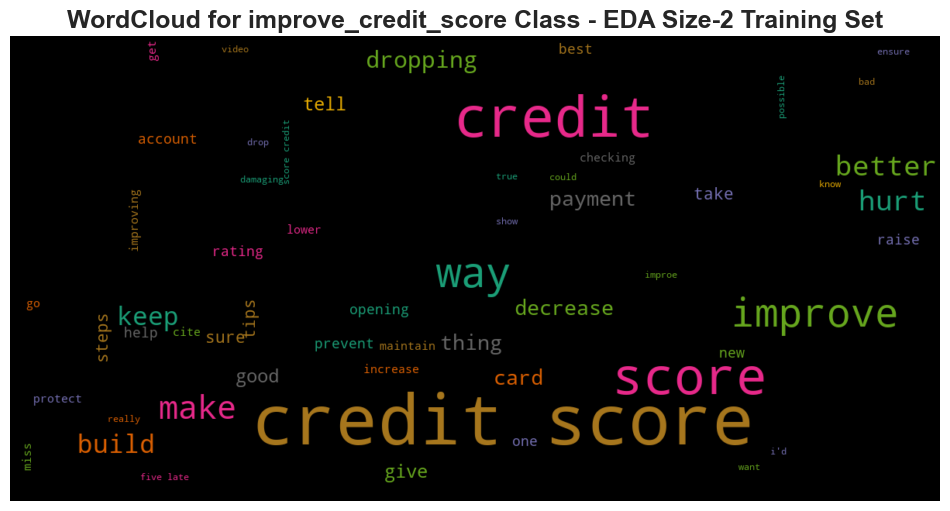 WordCloud for improve_credit_score Class - EDA Size-2 Training Set
get
video
best
ensure
dropping
bad
possible
tell
credit
account
drop
score credit
checking
better
damaging
true
could
know
improving
payment
take
hurt
show
lower
raise
rating
way
improe
go
keep
tips
opening
decrease
improve
steps
help
cite
sure
prevent
maintain
thing
new
good
increase
card
score
protect
make
credit score
really
build
one
i'd
miss
five late
give
want